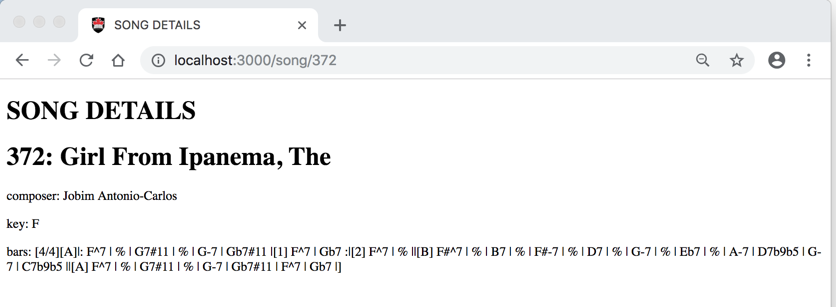 SONG DETAILS
localhost:3000/song/372
SONG DETAILS
372: Girl From Ipanema, The
composer: Jobim Antonio-Carlos
key: F
bars: [4/4][A]|: F^7 | % | G7#11 | % | G-7 | Gb7#11 |[1] F^7 | Gb7 :|[2] F^7 | % ||[B] F#^7 | % | B7 | % | F#-7 | % | D7 | % | G-7 | % | Eb7 | % | A-7 | D7b9b5 | G-
7 | C7b9b5 ||[A] F^7 | % | G7#11 | % | G-7 | Gb7#11 | F^7 | Gb7 |]